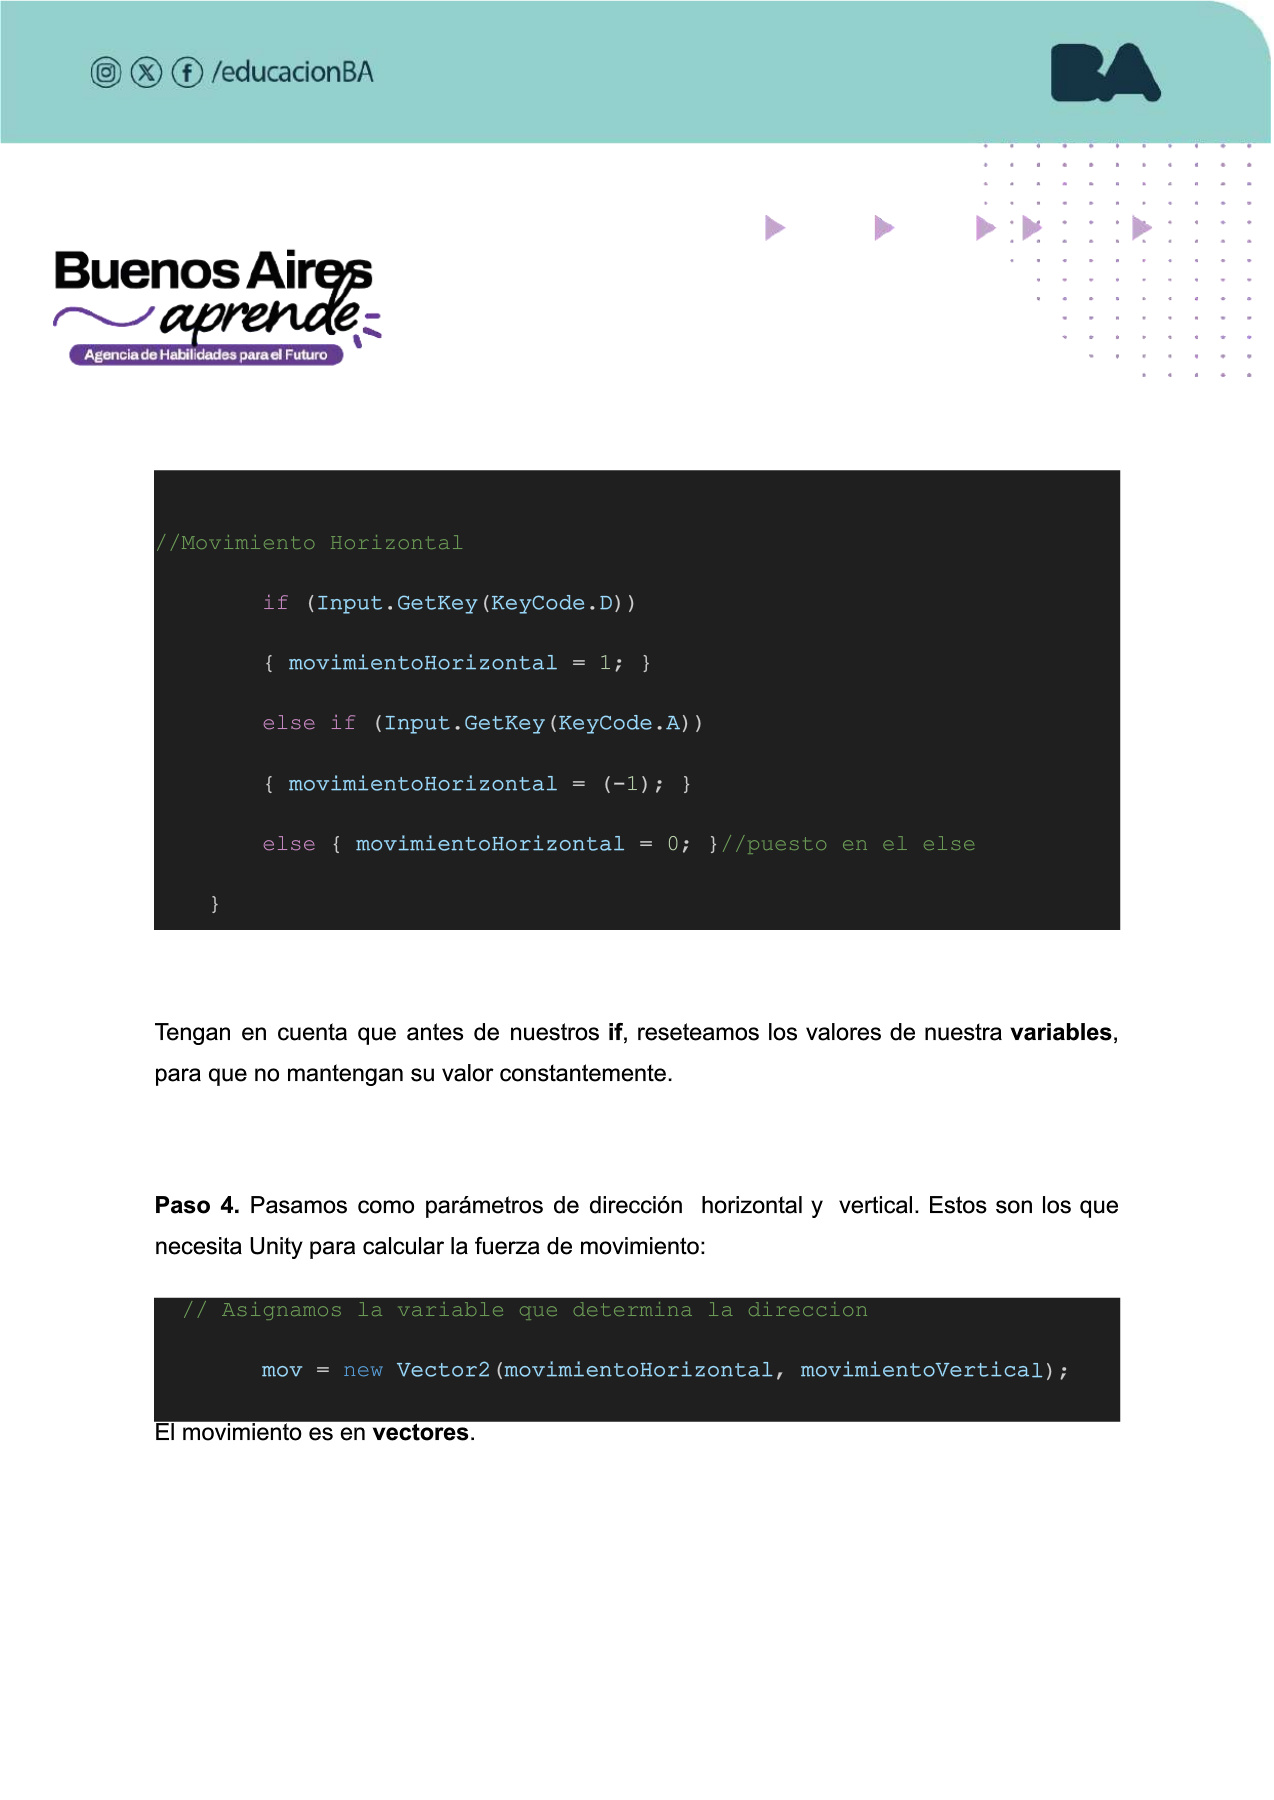 /educacionBA
BA
Buenos Aires
aprende
Agencia de Habilidades para el Futuro
//Movimiento Horizontal
if (Input.GetKey(KeyCode.D))
{ movimientoHorizontal = 1; }
else if (Input.GetKey(KeyCode.A))
{ movimientoHorizontal = (-1); }
else { movimientoHorizontal = 0; }//puesto en el else
}
Tengan en cuenta que antes de nuestros if, reseteamos los valores de nuestra variables,
para que no mantengan su valor constantemente.
Paso 4. Pasamos como parámetros de dirección horizontal y vertical. Estos son los que
necesita Unity para calcular la fuerza de movimiento:
// Asignamos la variable que determina la direccion
mov = new Vector2(movimientoHorizontal, movimientoVertical);
El movimiento es en vectores.